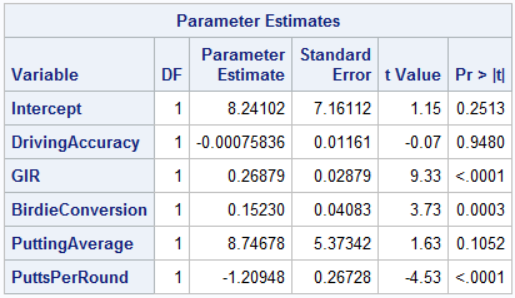 Parameter Estimates
Variable DF Parameter Estimate Standard Error t Value Pr > |t|
Intercept 1 8.24102 7.16112 1.15 0.2513
DrivingAccuracy 1 -0.00075836 0.01161 -0.07 0.9480
GIR 1 0.26879 0.02879 9.33 <.0001
BirdieConversion 1 0.15230 0.04083 3.73 0.0003
PuttingAverage 1 8.74678 5.37342 1.63 0.1052
PuttsPerRound 1 -1.20948 0.26728 -4.53 <.0001